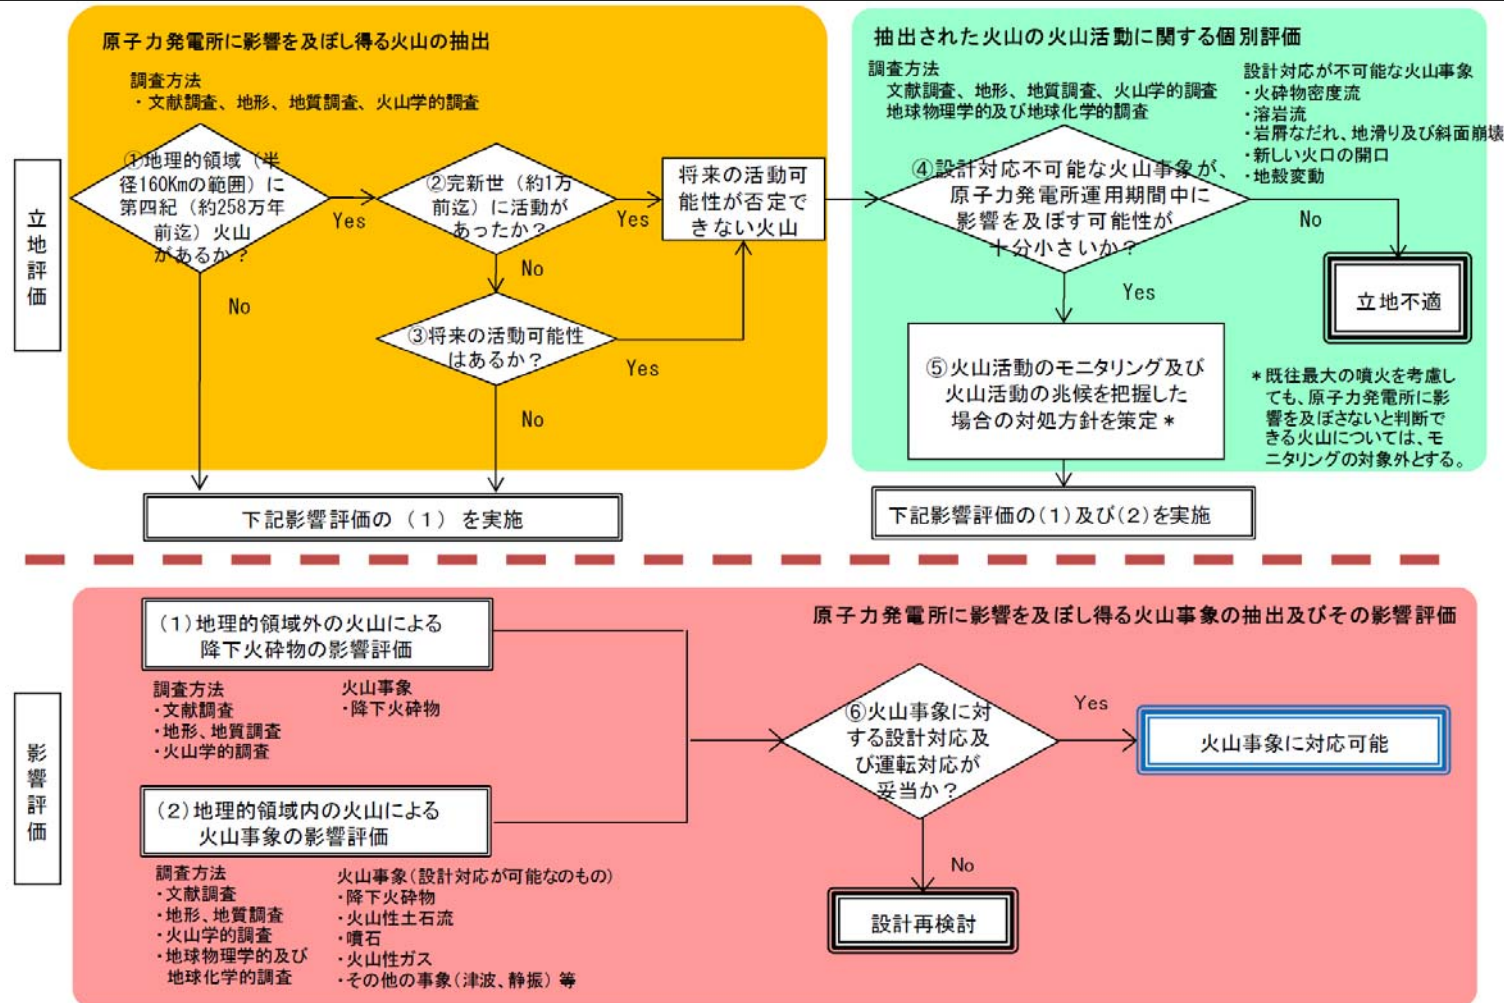 原子力発電所に影響を及ぼし得る火山の抽出
調査方法
・文献調査、地形、地質調査、火山学的調査
立地評価
①地理的領域（半
径160Kmの範囲）に
第四紀（約258万年
前迄）火山
があるか？
Yes
No
②完新世（約1万
前迄）に活動が
あったか？
Yes
No
③将来の活動可能性
はあるか？
Yes
No
将来の活動可
能性が否定で
きない火山
下記影響評価の（１）を実施
抽出された火山の火山活動に関する個別評価
調査方法
文献調査、地形、地質調査、火山学的調査
地球物理学的及び地球化学的調査
設計対応が不可能な火山事象
・火砕物密度流
・溶岩流
・岩屑なだれ、地滑り及び斜面崩壊
・新しい火口の開口
・地殻変動
④設計対応不可能な火山事象が、
原子力発電所運用期間中に
影響を及ぼす可能性が
十分小さいか？
No
Yes
立地不適
⑤火山活動のモニタリング及び
火山活動の兆候を把握した
場合の対処方針を策定＊
＊既往最大の噴火を考慮し
ても、原子力発電所に影
響を及ぼさないと判断で
きる火山については、モ
ニタリングの対象外とする。
下記影響評価の(１)及び(２)を実施
影響評価
原子力発電所に影響を及ぼし得る火山事象の抽出及びその影響評価
(１)地理的領域外の火山による
降下火砕物の影響評価
調査方法
・文献調査
・地形、地質調査
・火山学的調査
火山事象
・降下火砕物
(２)地理的領域内の火山による
火山事象の影響評価
調査方法
・文献調査
・地形、地質調査
・火山学的調査
・地球物理学的及び
地球化学的調査
火山事象(設計対応が可能なのもの)
・降下火砕物
・火山性土石流
・噴石
・火山性ガス
・その他の事象(津波、静振) 等
⑥火山事象に対
する設計対応及
び運転対応が
妥当か？
Yes
火山事象に対応可能
No
設計再検討